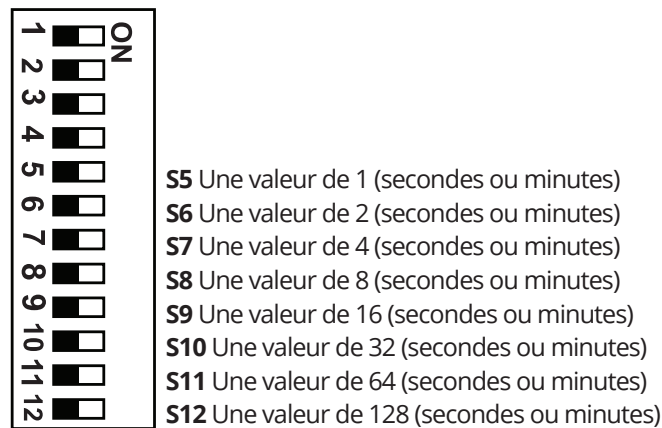 1 ON
2
3
4
5 S5 Une valeur de 1 (secondes ou minutes)
6 S6 Une valeur de 2 (secondes ou minutes)
7 S7 Une valeur de 4 (secondes ou minutes)
8 S8 Une valeur de 8 (secondes ou minutes)
9 S9 Une valeur de 16 (secondes ou minutes)
10 S10 Une valeur de 32 (secondes ou minutes)
11 S11 Une valeur de 64 (secondes ou minutes)
12 S12 Une valeur de 128 (secondes ou minutes)